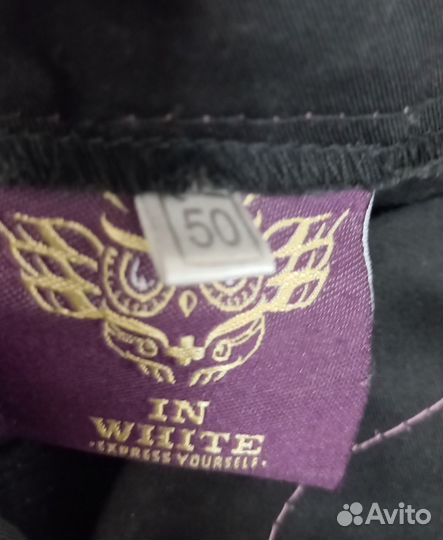 50
IN
WHITE
·EXPRESS YOURSELF·
Avito